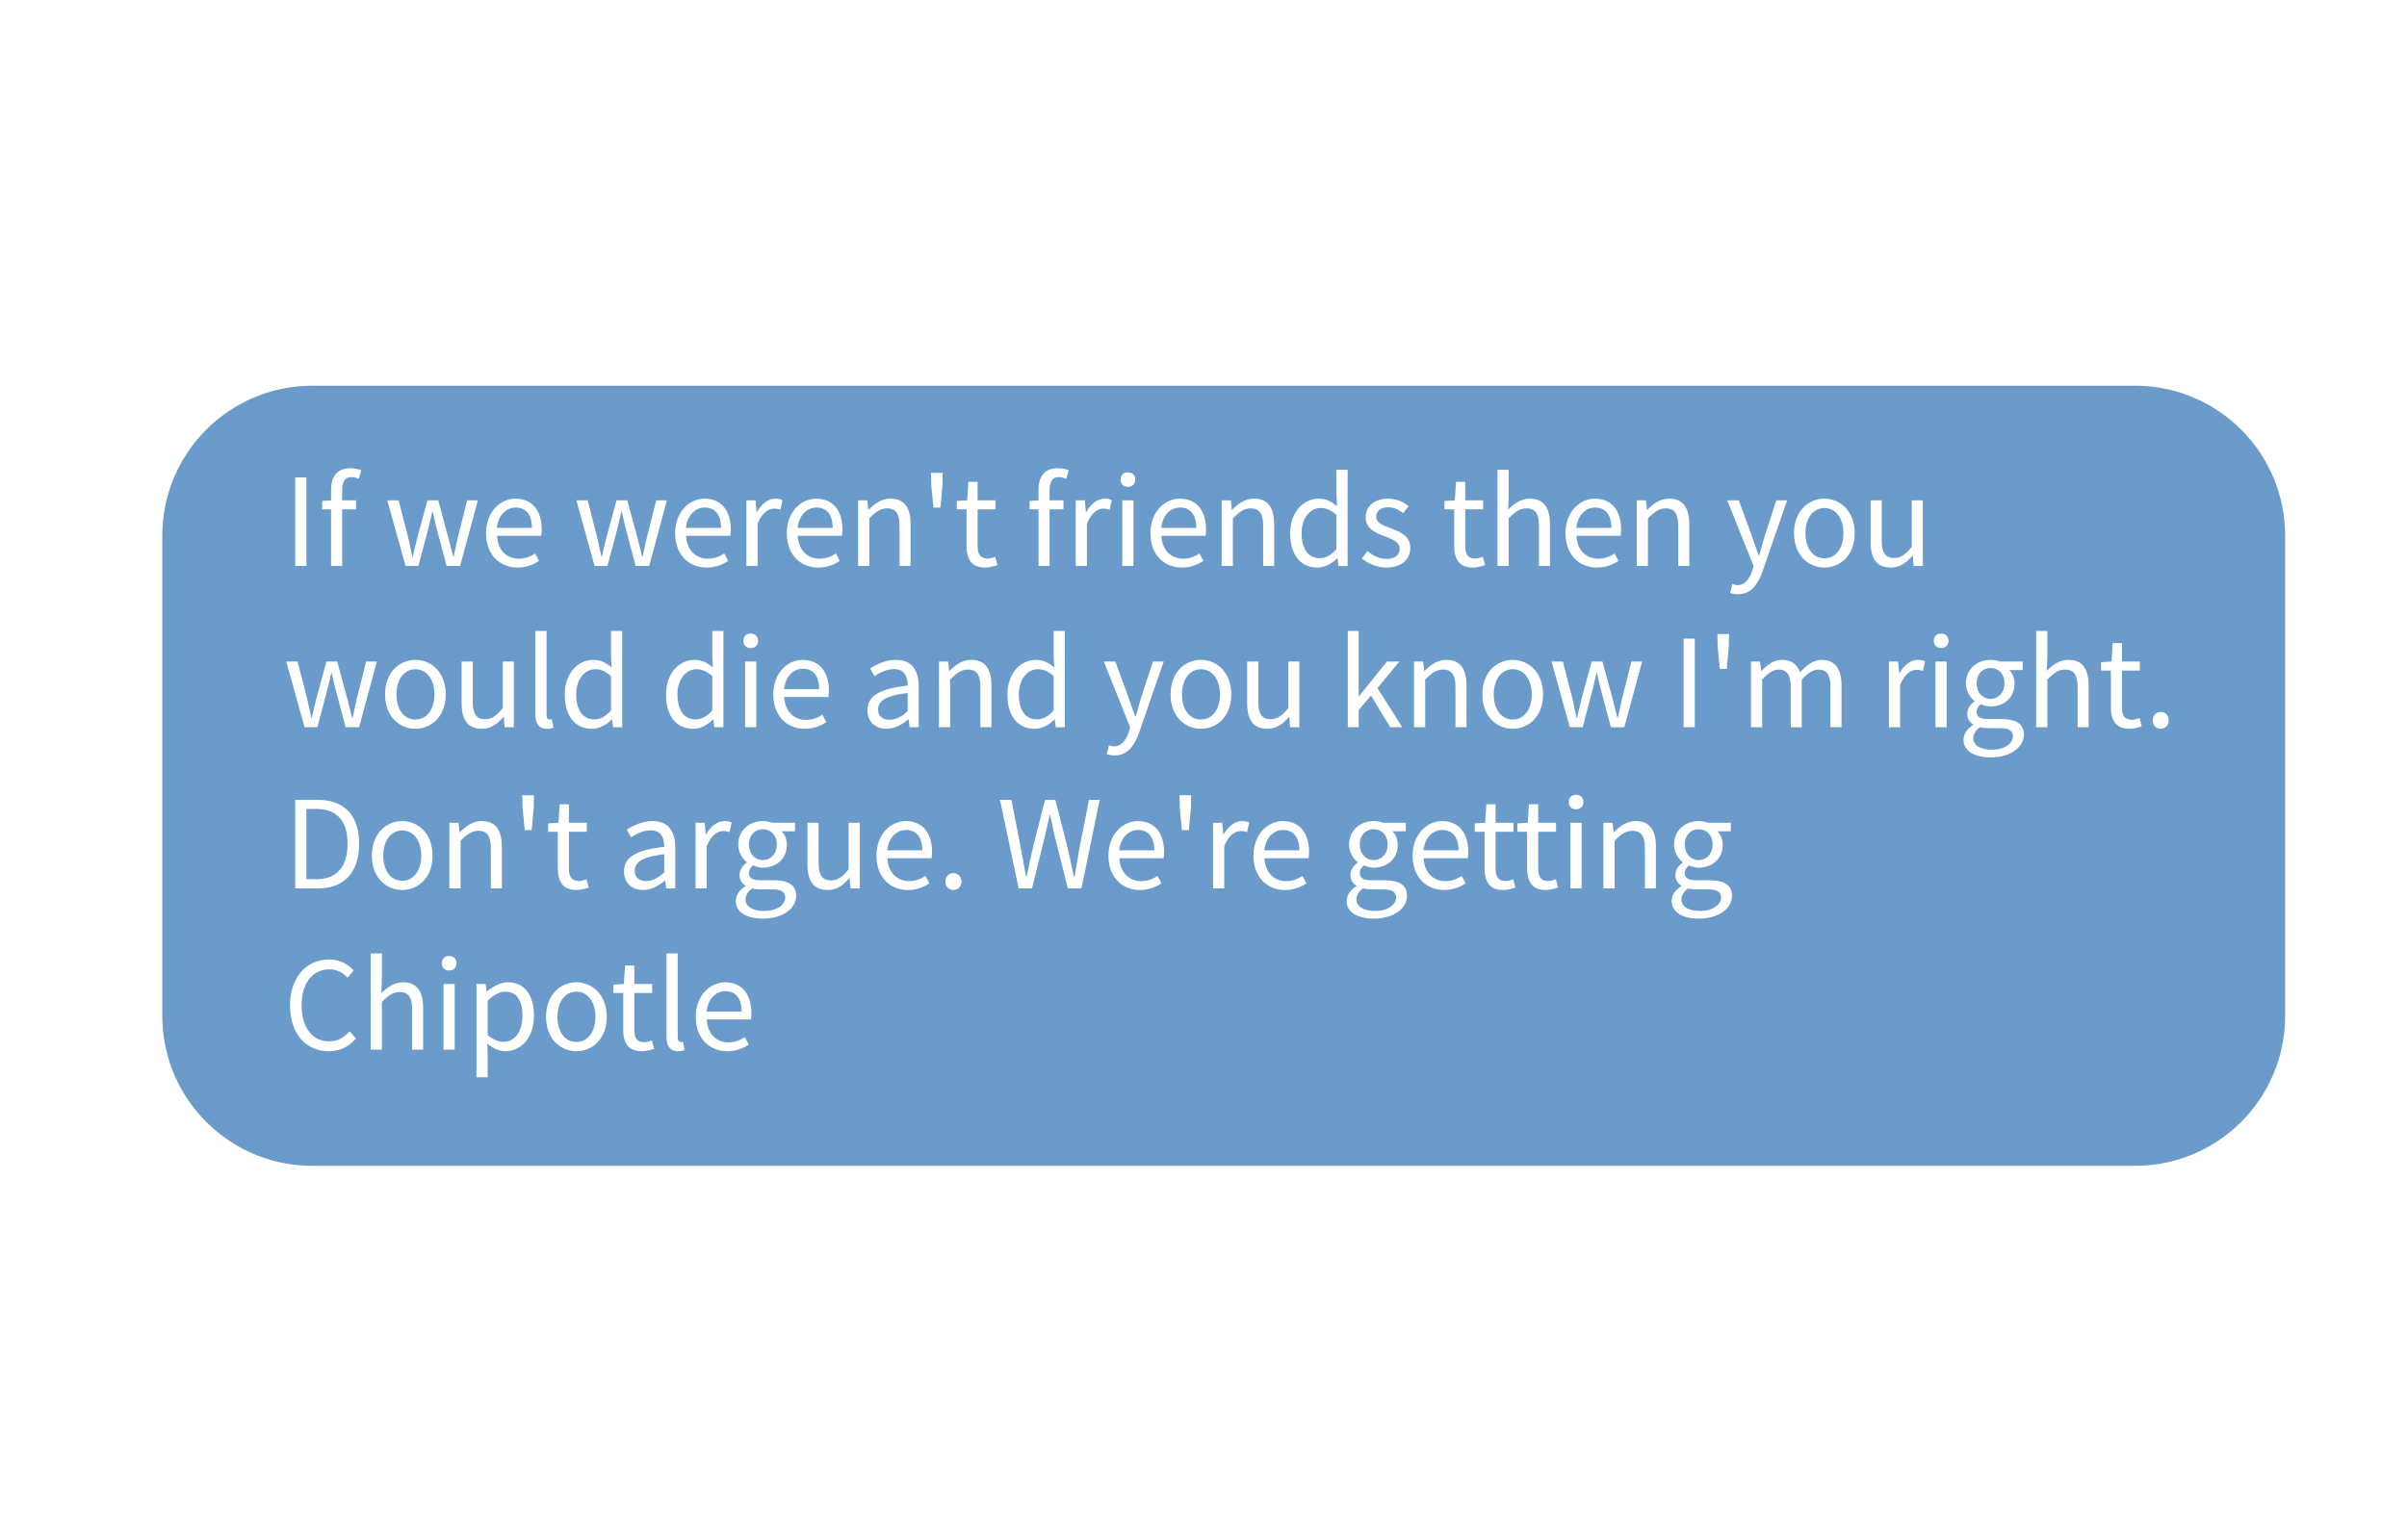 If we weren't friends then you
would die and you know I'm right.
Don't argue. We're getting
Chipotle